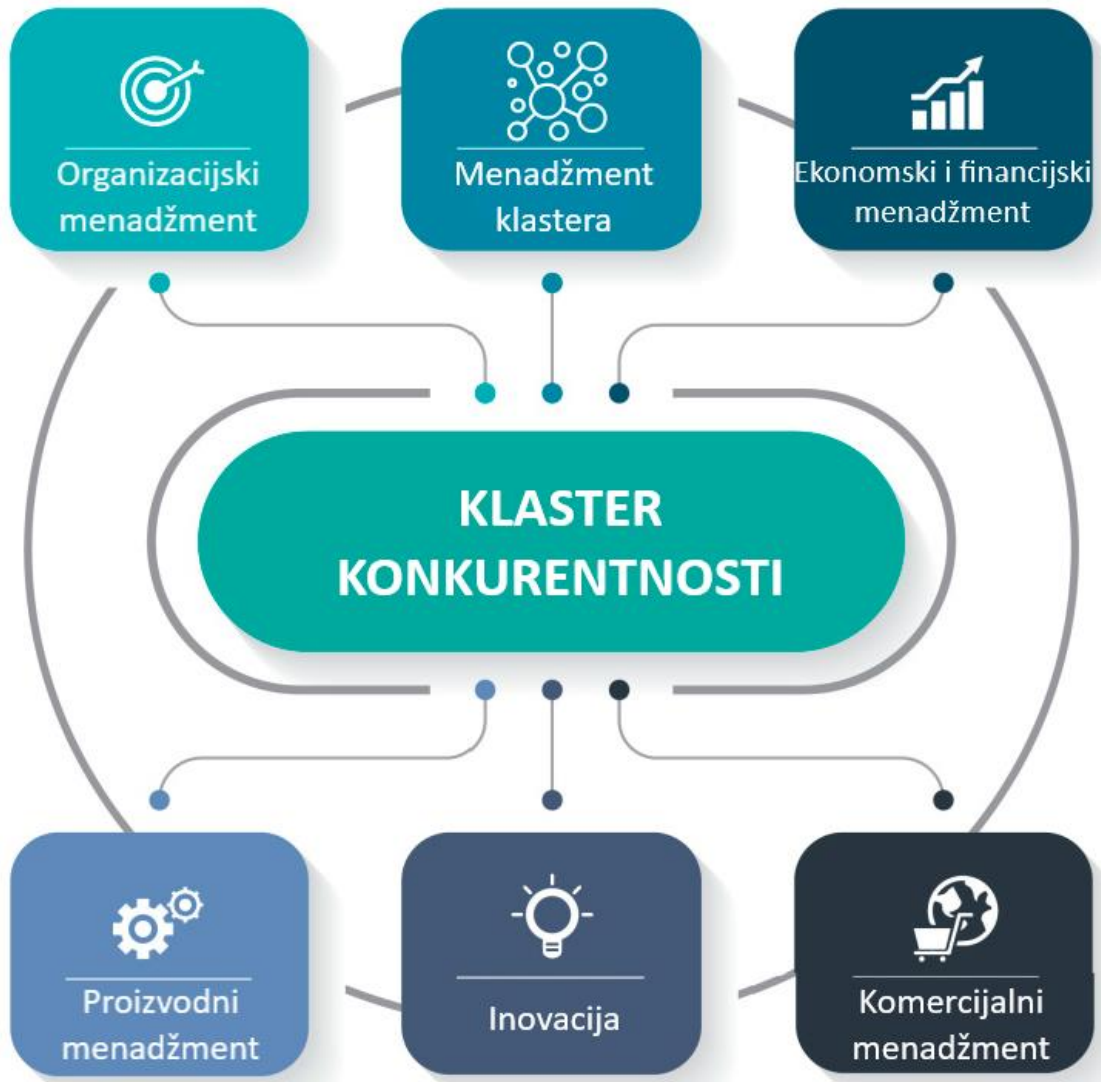 Organizacijski
menadžment
Menadžment
klastera
Ekonomski i financijski
menadžment
KLASTER
KONKURENTNOSTI
Proizvodni
menadžment
Inovacija
Komercijalni
menadžment